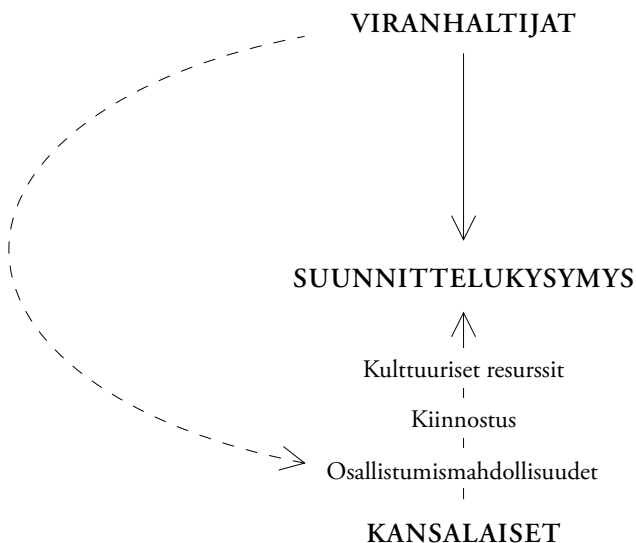 VIRANHALTIJAT
SUUNNITTELUKYSYMYS
Kulttuuriset resurssit
Kiinnostus
Osallistumismahdollisuudet
KANSALAISET